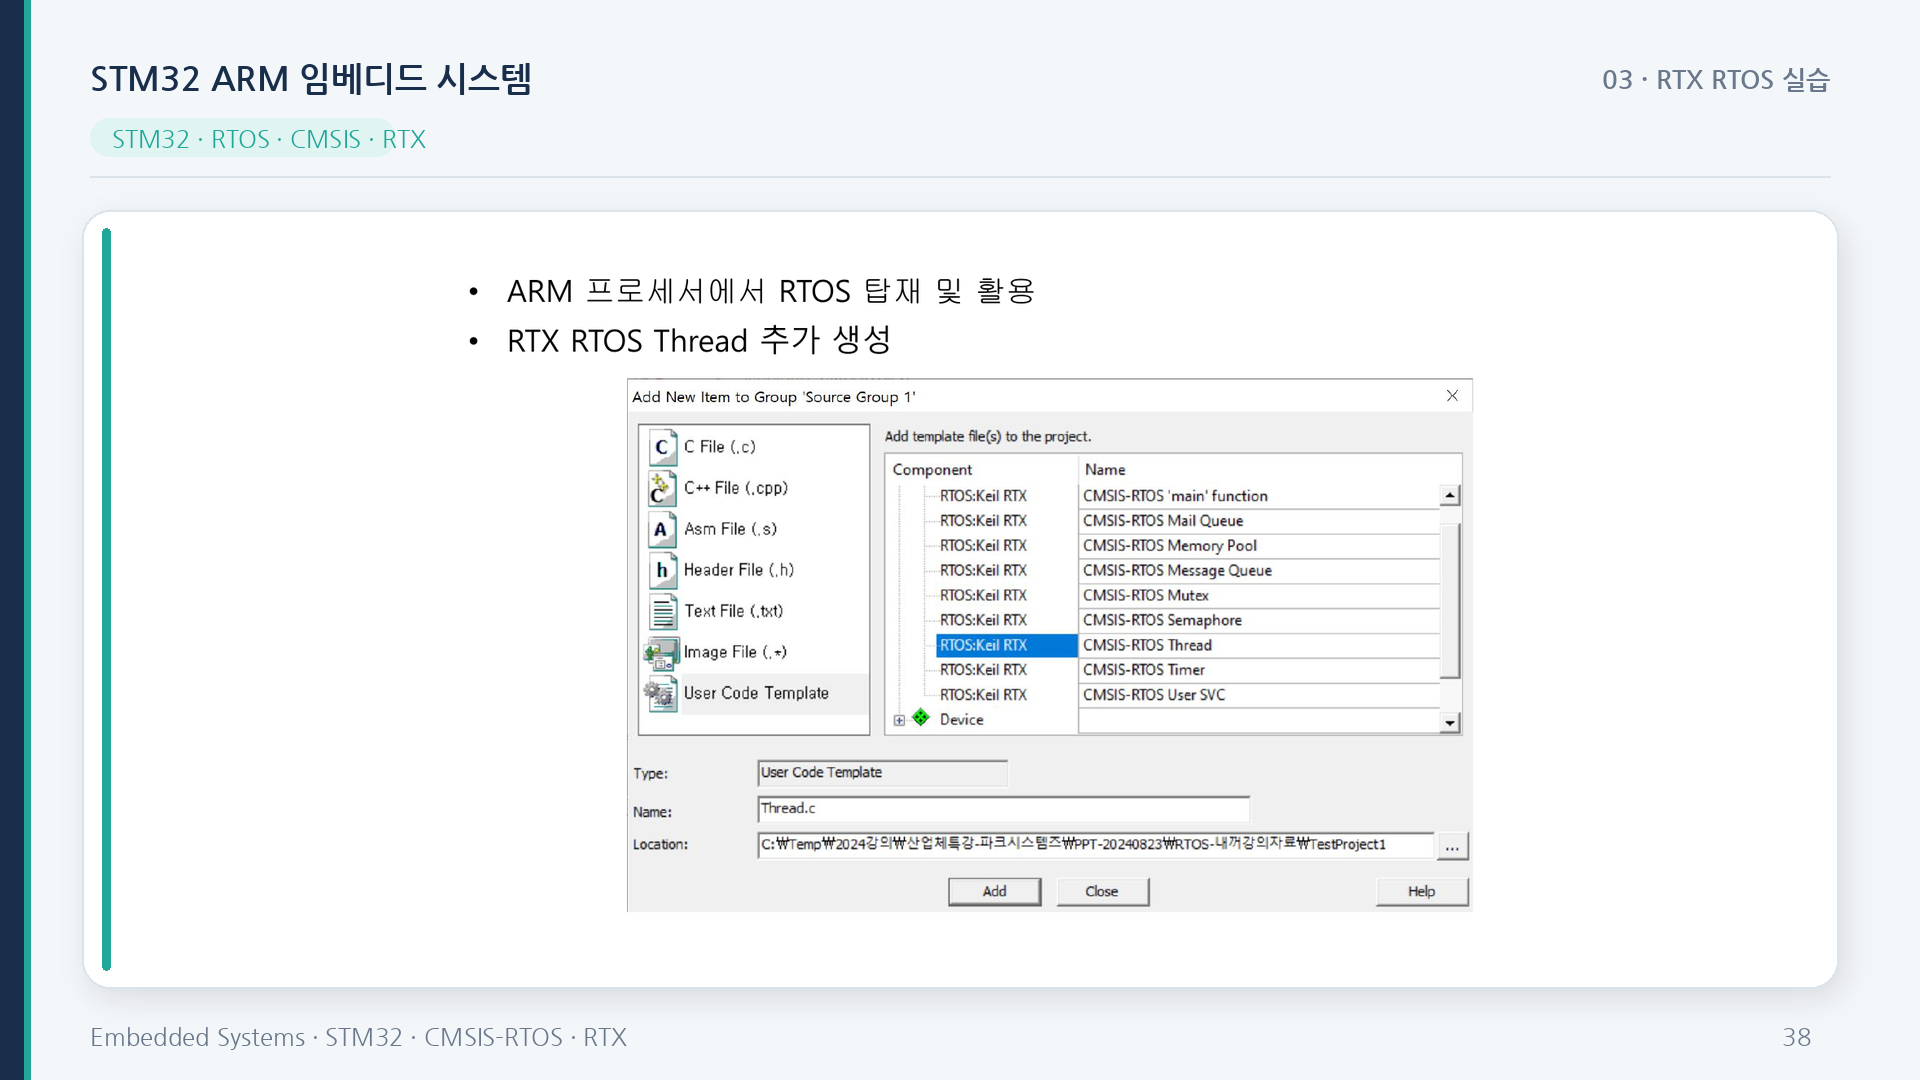 STM32 ARM 임베디드 시스템
03 · RTX RTOS 실습
STM32 · RTOS · CMSIS · RTX
• ARM 프로세서에서 RTOS 탑재 및 활용
• RTX RTOS Thread 추가 생성
Add New Item to Group 'Source Group 1'
C File (.c)
C++ File (.cpp)
Asm File (.s)
Header File (.h)
Text File (.txt)
Image File (.*)
User Code Template
Add template file(s) to the project.
Component Name
RTOS:Keil RTX CMSIS-RTOS 'main' function
RTOS:Keil RTX CMSIS-RTOS Mail Queue
RTOS:Keil RTX CMSIS-RTOS Memory Pool
RTOS:Keil RTX CMSIS-RTOS Message Queue
RTOS:Keil RTX CMSIS-RTOS Mutex
RTOS:Keil RTX CMSIS-RTOS Semaphore
RTOS:Keil RTX CMSIS-RTOS Thread
RTOS:Keil RTX CMSIS-RTOS Timer
RTOS:Keil RTX CMSIS-RTOS User SVC
Device
Type: User Code Template
Name: Thread.c
Location: C:₩Temp₩2024강의₩산업체특강-파크시스템즈₩PPT-20240823₩RTOS-내꺼강의자료₩TestProject1 ...
Add Close Help
Embedded Systems · STM32 · CMSIS-RTOS · RTX
38